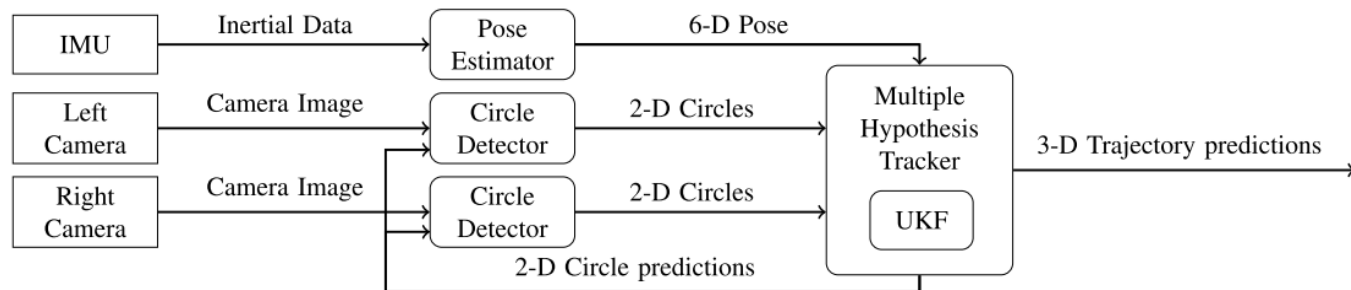 IMU
Inertial Data
Pose
Estimator
6-D Pose
Left
Camera
Camera Image
Circle
Detector
2-D Circles
Multiple
Hypothesis
Tracker
UKF
3-D Trajectory predictions
Right
Camera
Camera Image
Circle
Detector
2-D Circles
2-D Circle predictions